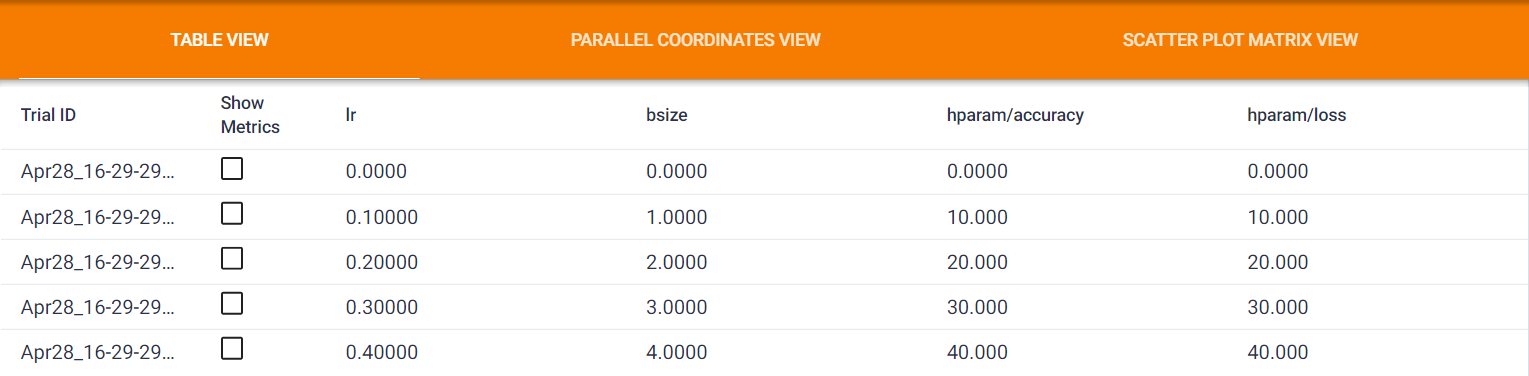 TABLE VIEW PARALLEL COORDINATES VIEW SCATTER PLOT MATRIX VIEW
Trial ID Show Metrics lr bsize hparam/accuracy hparam/loss
Apr28_16-29-29... 0.0000 0.0000 0.0000 0.0000
Apr28_16-29-29... 0.10000 1.0000 10.000 10.000
Apr28_16-29-29... 0.20000 2.0000 20.000 20.000
Apr28_16-29-29... 0.30000 3.0000 30.000 30.000
Apr28_16-29-29... 0.40000 4.0000 40.000 40.000